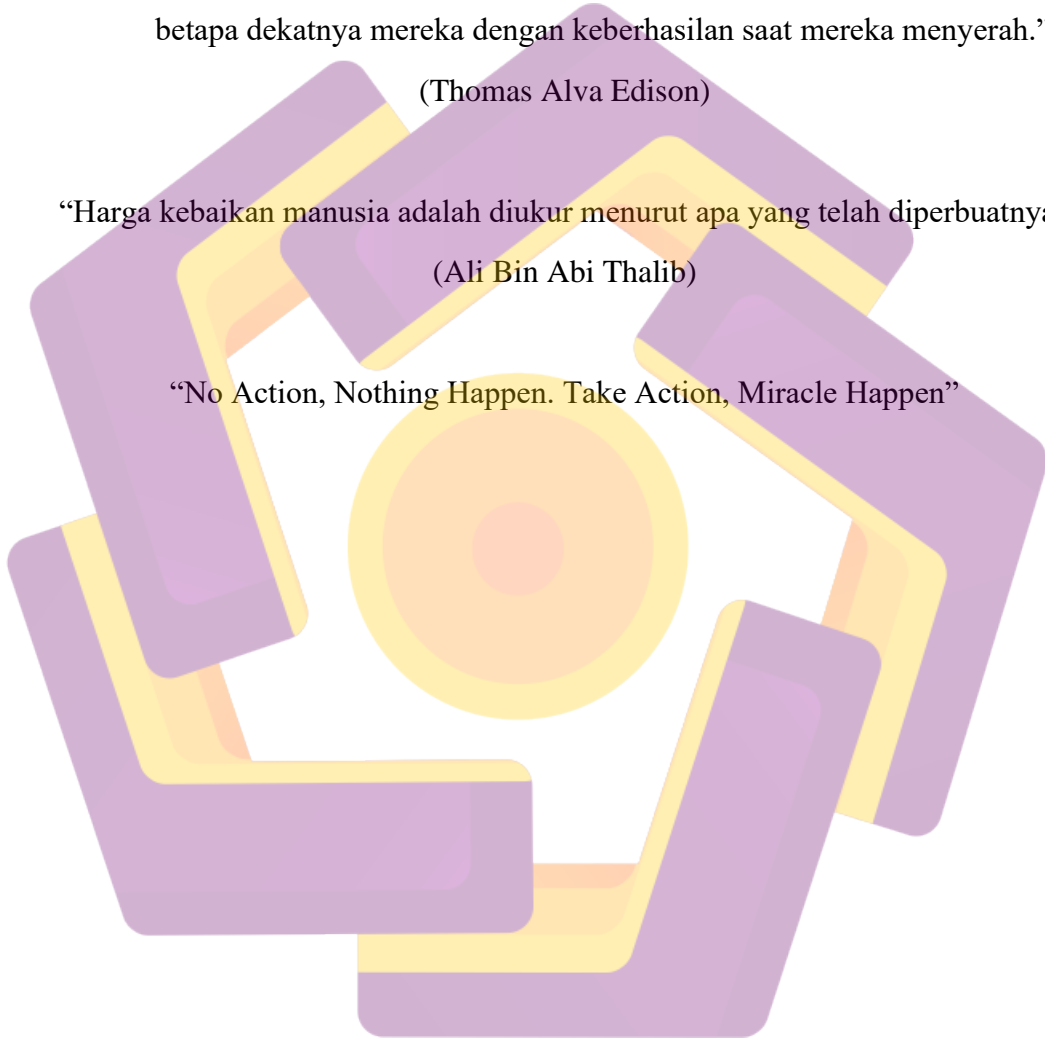 betapa dekatnya mereka dengan keberhasilan saat mereka menyerah.”
(Thomas Alva Edison)
“Harga kebaikan manusia adalah diukur menurut apa yang telah diperbuatnya
(Ali Bin Abi Thalib)
“No Action, Nothing Happen. Take Action, Miracle Happen”